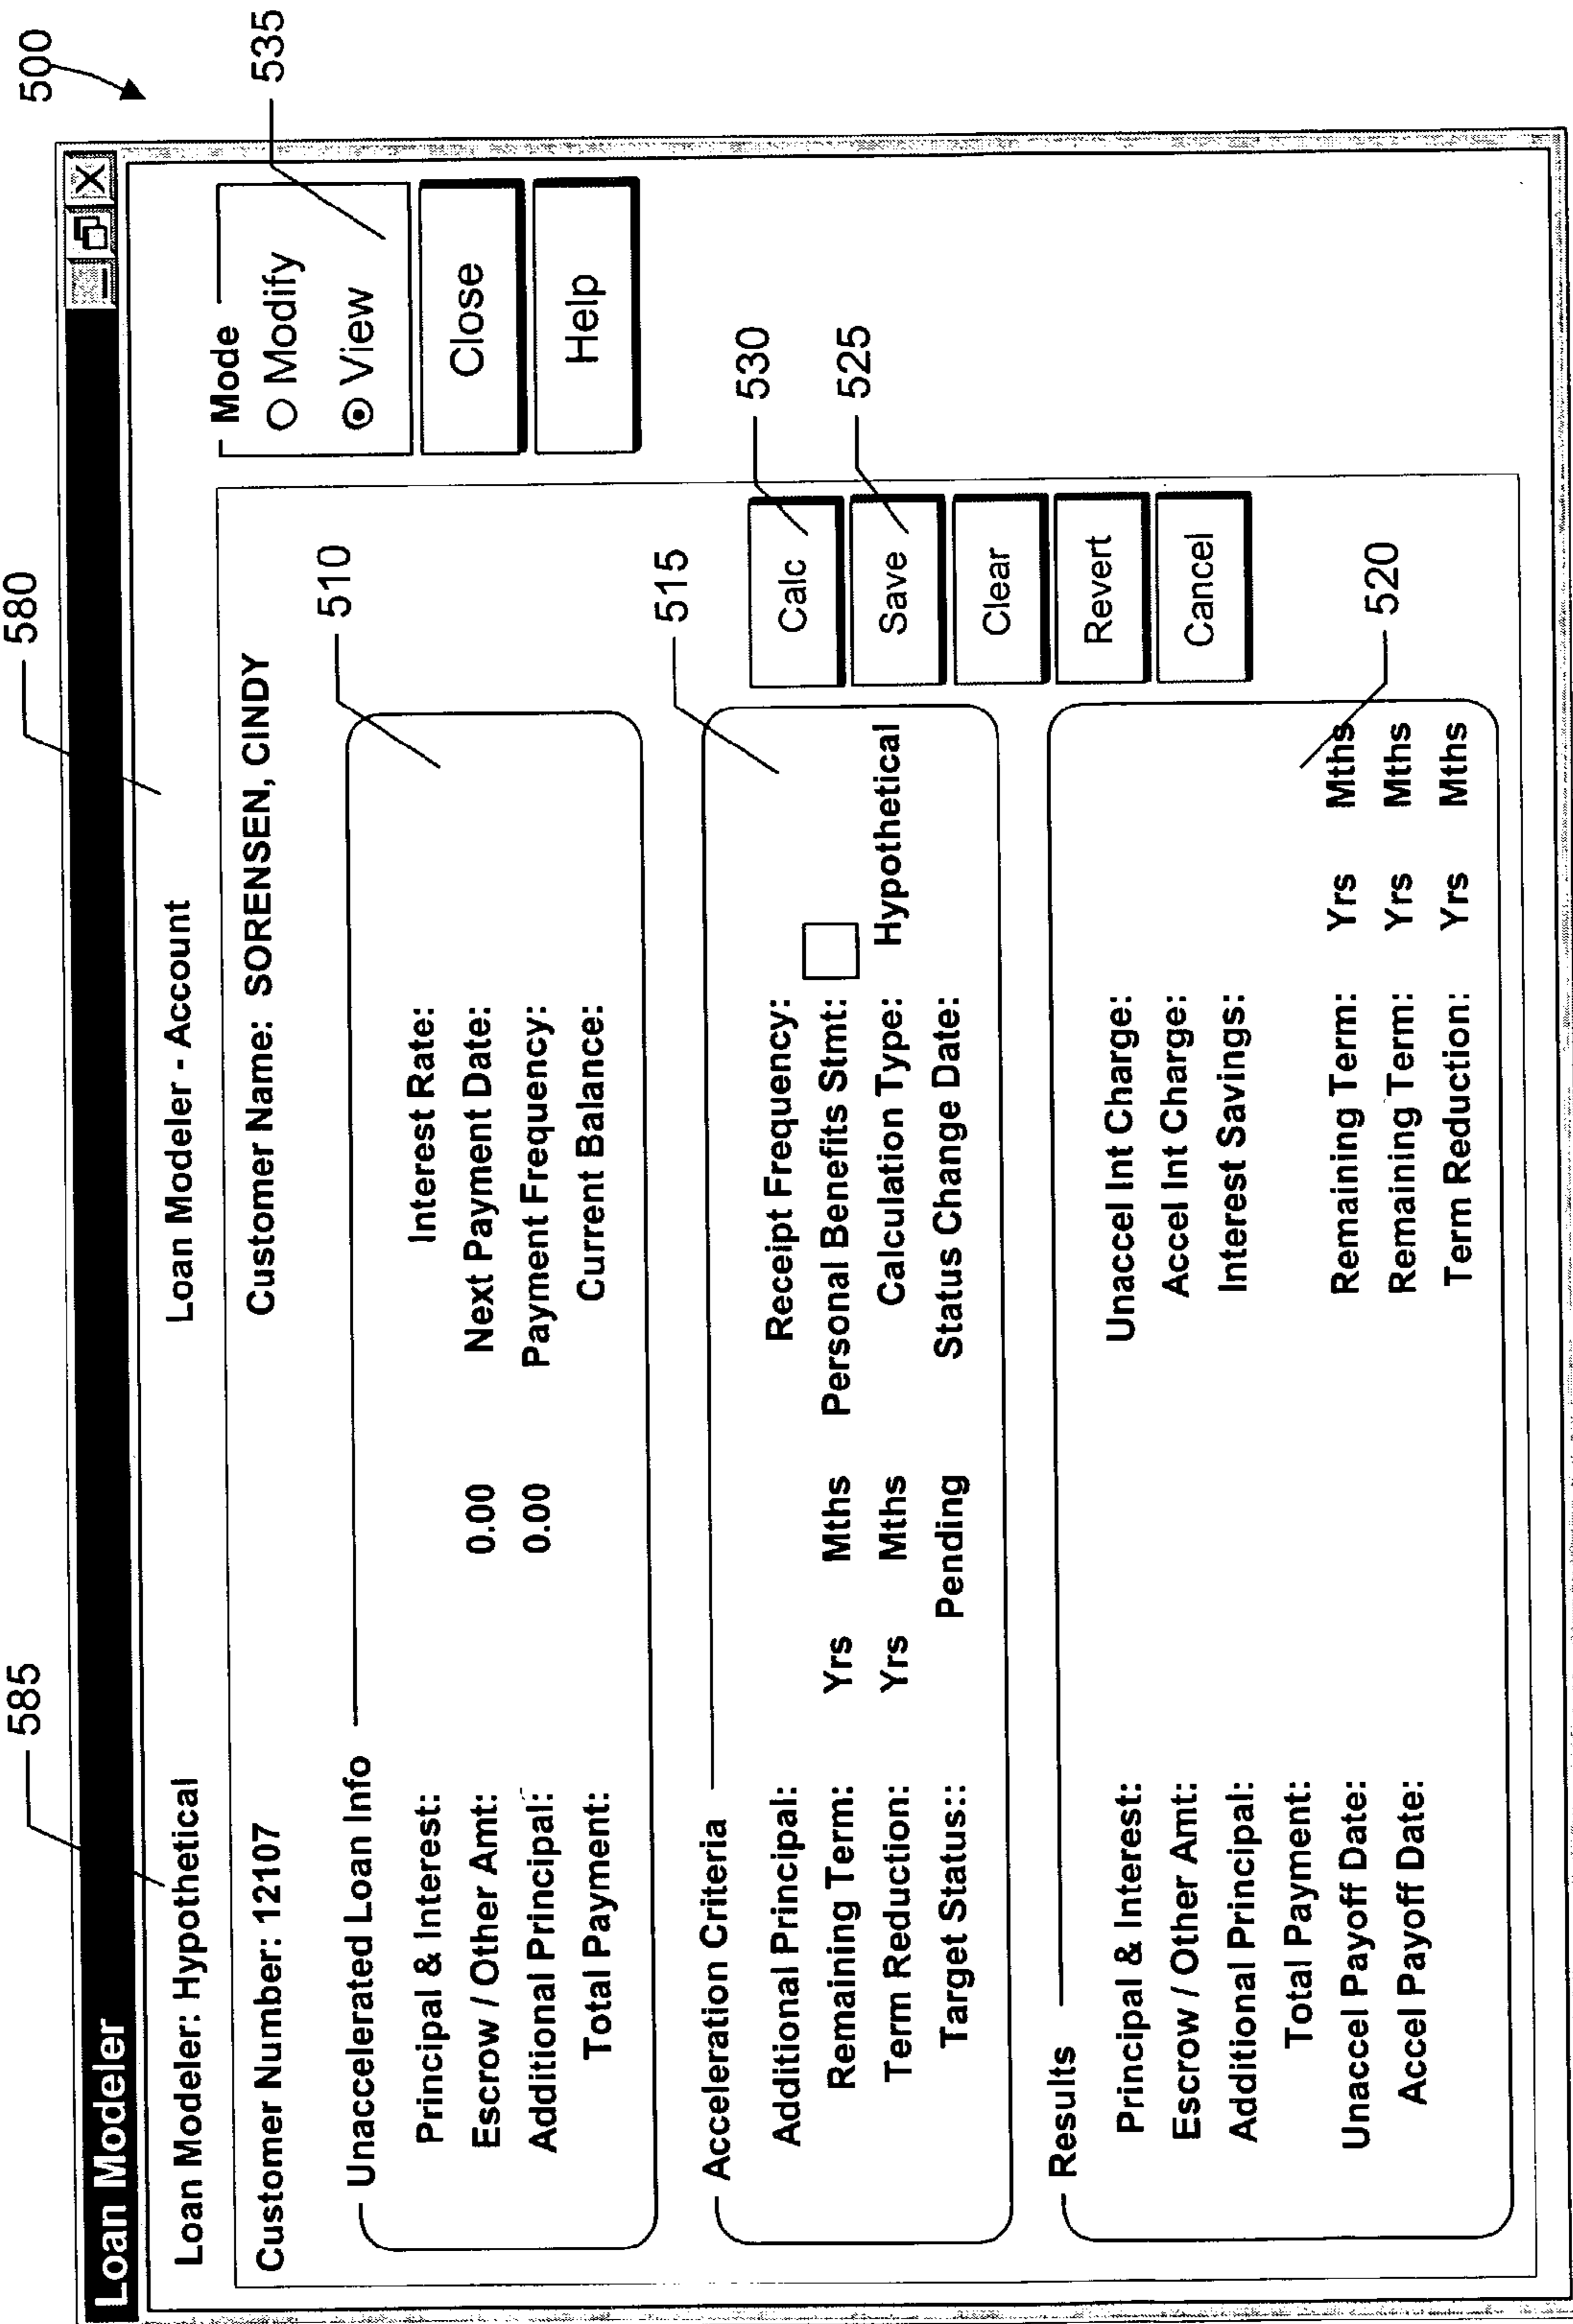 500
580
585
Loan Modeler
Loan Modeler: Hypothetical
Loan Modeler - Account
Mode
Modify
View
535
Close
Help
Customer Number: 12107
Customer Name: SORENSEN, CINDY
Unaccelerated Loan Info
510
Principal & Interest:
Interest Rate:
Escrow / Other Amt:
0.00
Next Payment Date:
Additional Principal:
0.00
Payment Frequency:
Total Payment:
Current Balance:
Acceleration Criteria
515
Additional Principal:
Receipt Frequency:
Remaining Term:
Yrs
Mths
Personal Benefits Stmt:
Term Reduction:
Yrs
Mths
Calculation Type:
Hypothetical
Target Status::
Pending
Status Change Date:
Calc
530
Save
525
Clear
Revert
Cancel
Results
520
Principal & Interest:
Unaccel Int Charge:
Escrow / Other Amt:
Accel Int Charge:
Additional Principal:
Interest Savings:
Total Payment:
Unaccel Payoff Date:
Remaining Term:
Yrs
Mths
Accel Payoff Date:
Remaining Term:
Yrs
Mths
Term Reduction:
Yrs
Mths